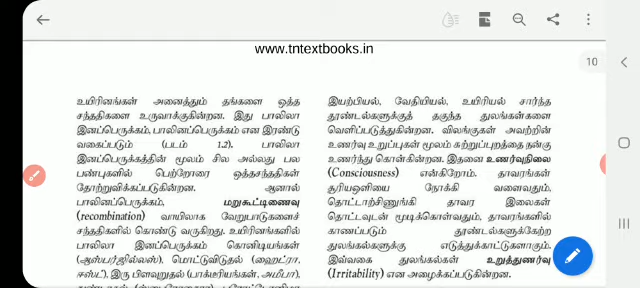 www.tntextbooks.in
10
உயிரினங்கள் அனைத்தும் தங்களை ஒத்த
சந்ததிகளை உருவாக்குகின்றன. இது பாலிலா
இனப்பெருக்கம், பாலினப்பெருக்கம் என இரண்டு
வகைப்படும் (படம் 1.2). பாலிலா
இனப்பெருக்கத்தின் மூலம் சில அல்லது பல
பண்புகளில் பெற்றோரை ஒத்தசந்ததிகள்
தோற்றுவிக்கப்படுகின்றன. ஆனால்
பாலினப்பெருக்கம், மறுகூட்டிணைவு
(recombination) வாயிலாக வேறுபாடுகளைச்
சந்ததிகளில் கொண்டு வருகிறது. உயிரினங்களில்
பாலிலா இனப்பெருக்கம் கொனிடியங்கள்
(ஆஸ்பர்ஜில்லஸ்), மொட்டுவிடுதல் (ஹைட்ரா,
ஈஸ்ட்), இரு பிளவுறுதல் (பாக்டீரியங்கள், அமீபா),
இயற்பியல், வேதியியல், உயிரியல் சார்ந்த
தூண்டல்களுக்குத் தகுந்த துலங்கள்களை
வெளிப்படுத்துகின்றன. விலங்குகள் அவற்றின்
உணர்வு உறுப்புகள் மூலம் சுற்றுப்புறத்தை நன்கு
உணர்ந்து கொள்கின்றன. இதனை உணர்வுநிலை
(Consciousness) என்கிறோம். தாவரங்கள்
சூரியஒளியை நோக்கி வளைவதும்,
தொட்டாற்சிணுங்கி தாவர இலைகள்
தொட்டவுடன் மூடிக்கொள்வதும், தாவரங்களில்
காணப்படும் தூண்டல்களுக்கேற்ற
துலங்கல்களுக்கு எடுத்துக்காட்டுகளாகும்.
இவ்வகை துலங்கல்கள் உறுத்துணர்வு
(Irritability) என அழைக்கப்படுகின்றன.